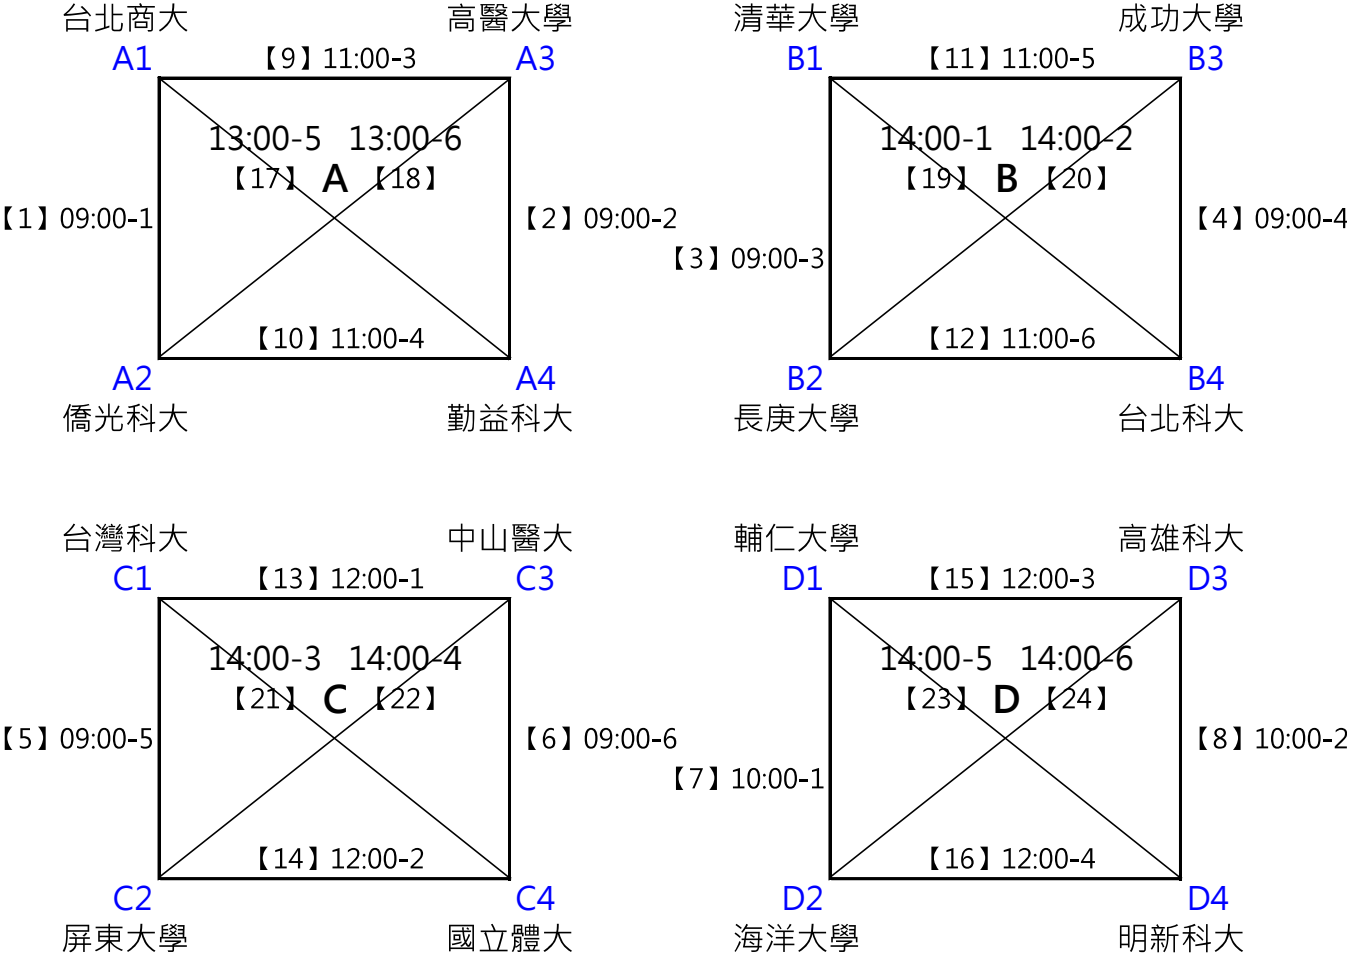 台北商大 高醫大學 清華大學 成功大學
A1 【9】11:00-3 A3 B1 【11】11:00-5 B3
13:00-5 13:00-6 14:00-1 14:00-2
【17】 A 【18】 【19】 B 【20】
【1】09:00-1 【2】09:00-2 【4】09:00-4
【3】09:00-3
【10】11:00-4 【12】11:00-6
A2 A4 B2 B4
僑光科大 勤益科大 長庚大學 台北科大
台灣科大 中山醫大 輔仁大學 高雄科大
C1 【13】12:00-1 C3 D1 【15】12:00-3 D3
14:00-3 14:00-4 14:00-5 14:00-6
【21】 C 【22】 【23】 D 【24】
【5】09:00-5 【6】09:00-6 【8】10:00-2
【7】10:00-1
【14】12:00-2 【16】12:00-4
C2 C4 D2 D4
屏東大學 國立體大 海洋大學 明新科大